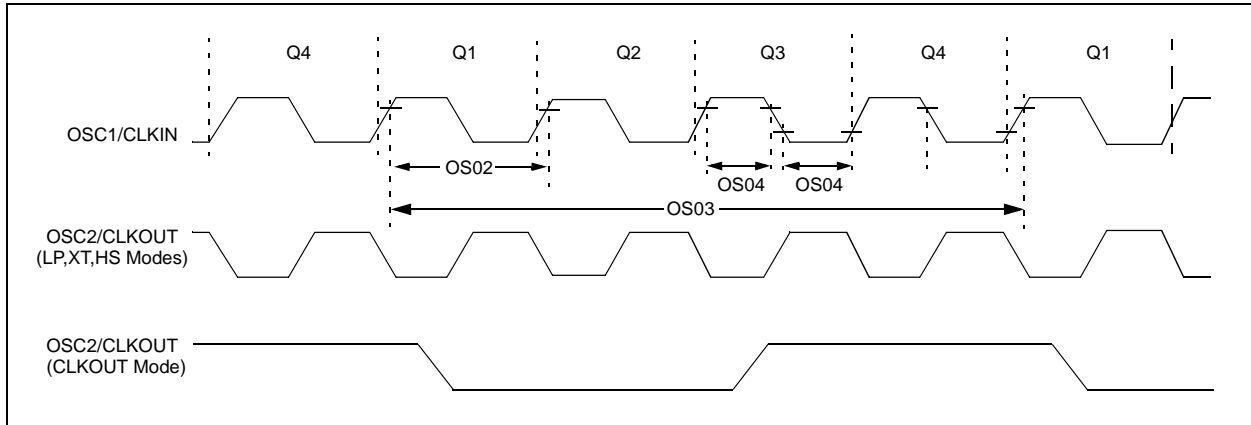 Q4 Q1 Q2 Q3 Q4 Q1
OSC1/CLKIN
OS02
OS04 OS04
OS03
OSC2/CLKOUT
(LP,XT,HS Modes)
OSC2/CLKOUT
(CLKOUT Mode)